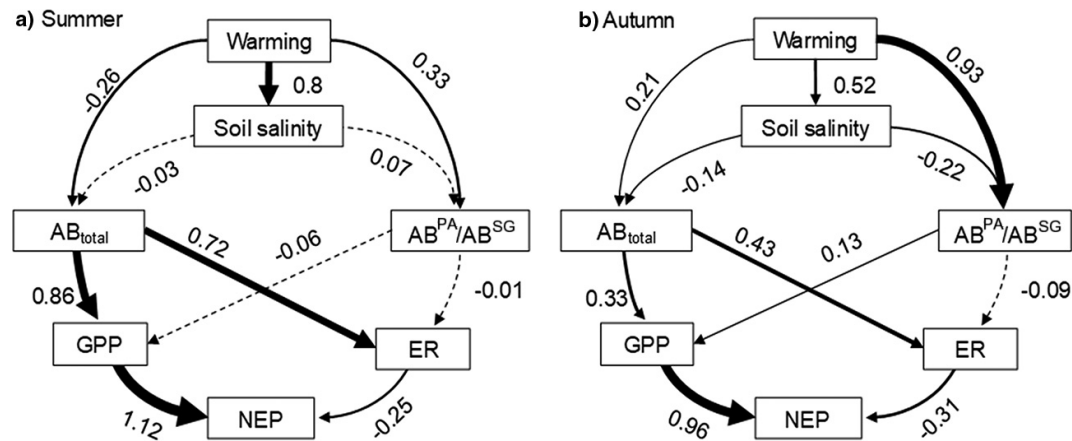 a) Summer
Warming
-0.26
0.33
0.8
Soil salinity
-0.03
0.07
ABtotal
AB^PA/AB^SG
0.72
-0.06
-0.01
0.86
GPP
ER
1.12
-0.25
NEP
b) Autumn
Warming
0.21
0.93
0.52
Soil salinity
-0.14
-0.22
ABtotal
AB^PA/AB^SG
0.43
0.13
-0.09
0.33
GPP
ER
0.96
-0.31
NEP